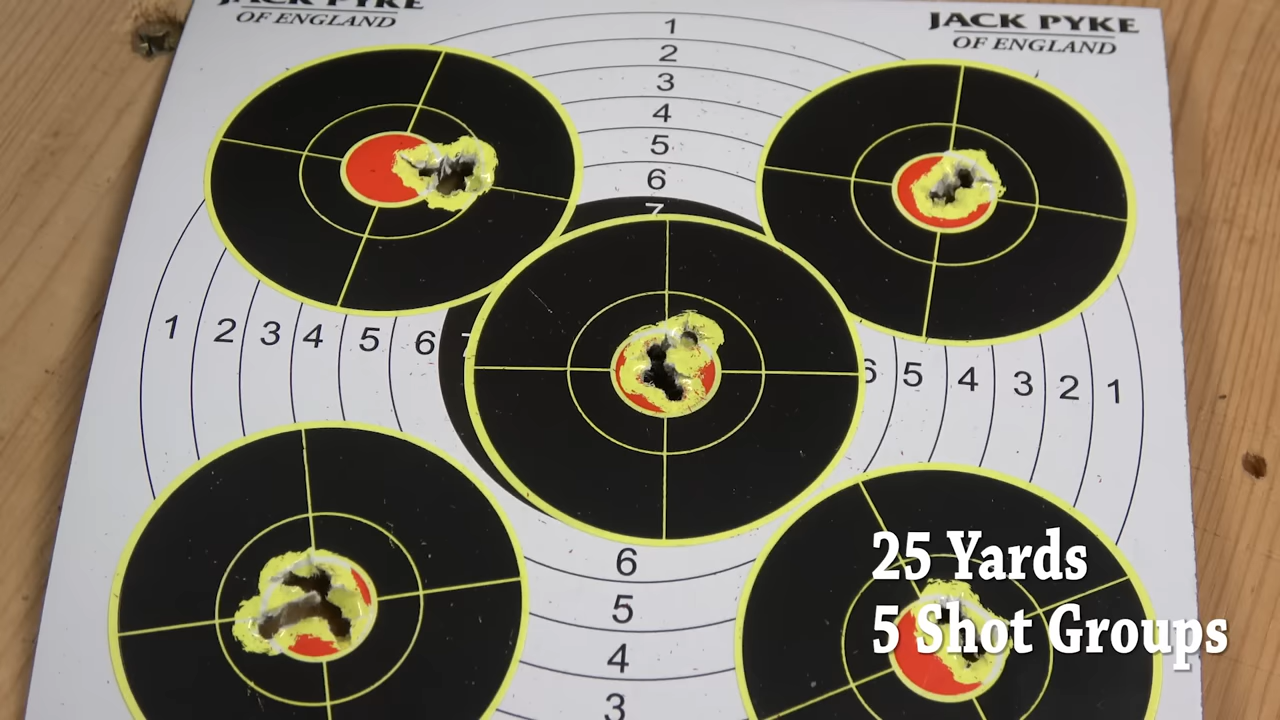 JACK PYKE
OF ENGLAND
JACK PYKE
OF ENGLAND
1
2
3
4
5
6
7
1 2 3 4 5 6 7
6 5 4 3 2 1
6
5
4
3
25 Yards
5 Shot Groups